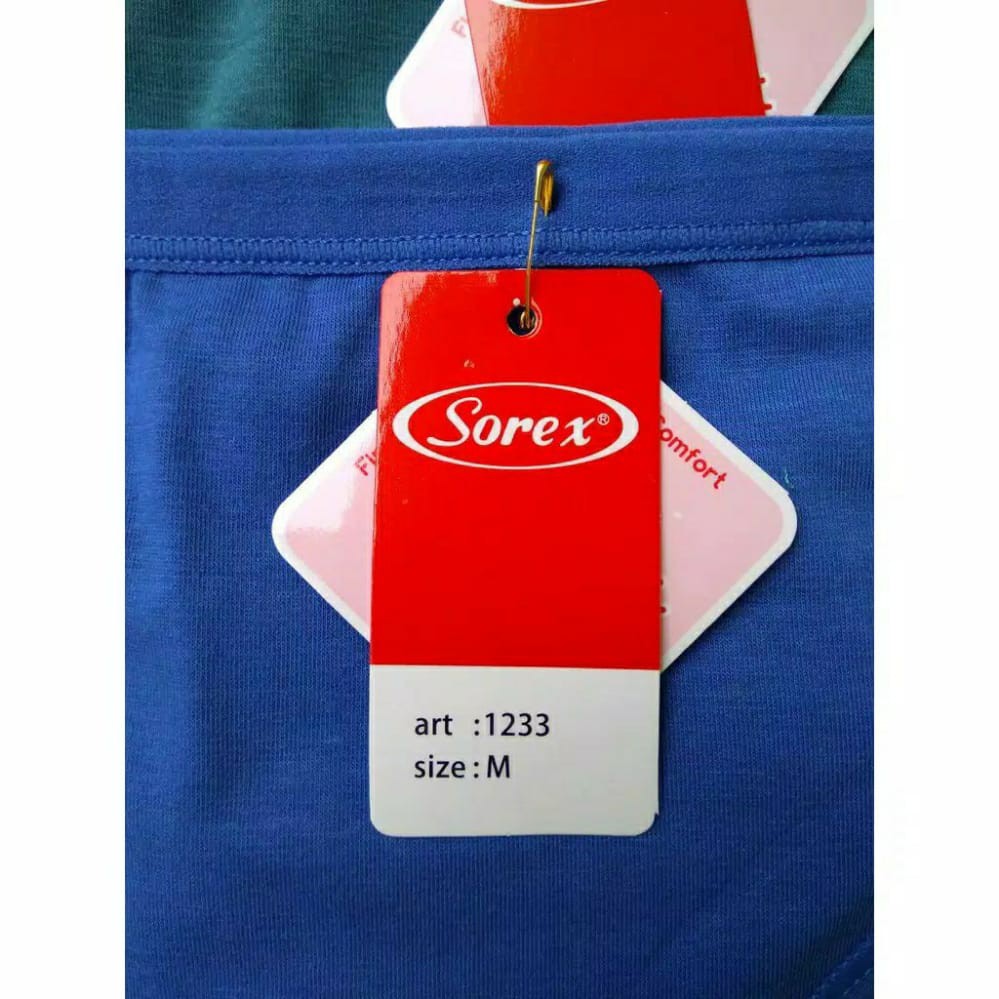 Sorex®
Comfort
art :1233
size : M